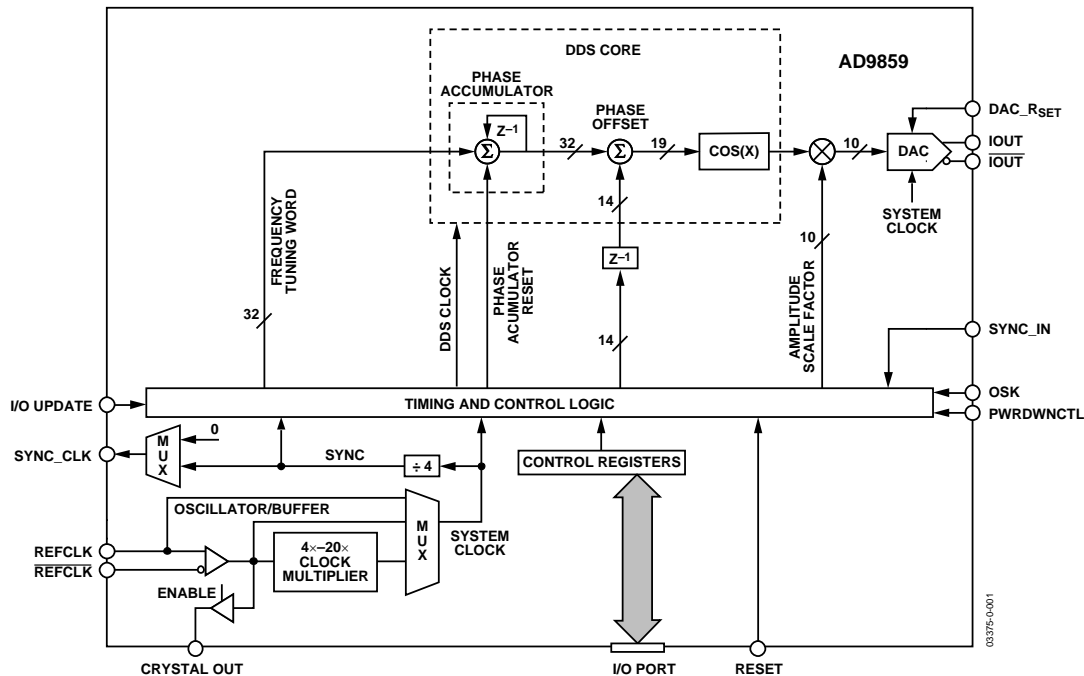 DDS CORE
AD9859
PHASE
ACCUMULATOR
Z–1
Σ
32
PHASE
OFFSET
Σ
19
COS(X)
10
DAC
DAC_RSET
IOUT
IOUT
SYSTEM
CLOCK
14
Z–1
14
10
FREQUENCY
TUNING WORD
32
DDS CLOCK
PHASE
ACUMULATOR
RESET
AMPLITUDE
SCALE FACTOR
SYNC_IN
I/O UPDATE
TIMING AND CONTROL LOGIC
OSK
PWRDWNCTL
SYNC_CLK
MUX
0
SYNC
÷ 4
CONTROL REGISTERS
OSCILLATOR/BUFFER
MUX
SYSTEM
CLOCK
REFCLK
REFCLK
4×–20×
CLOCK
MULTIPLIER
ENABLE
CRYSTAL OUT
I/O PORT
RESET
03375-0-001